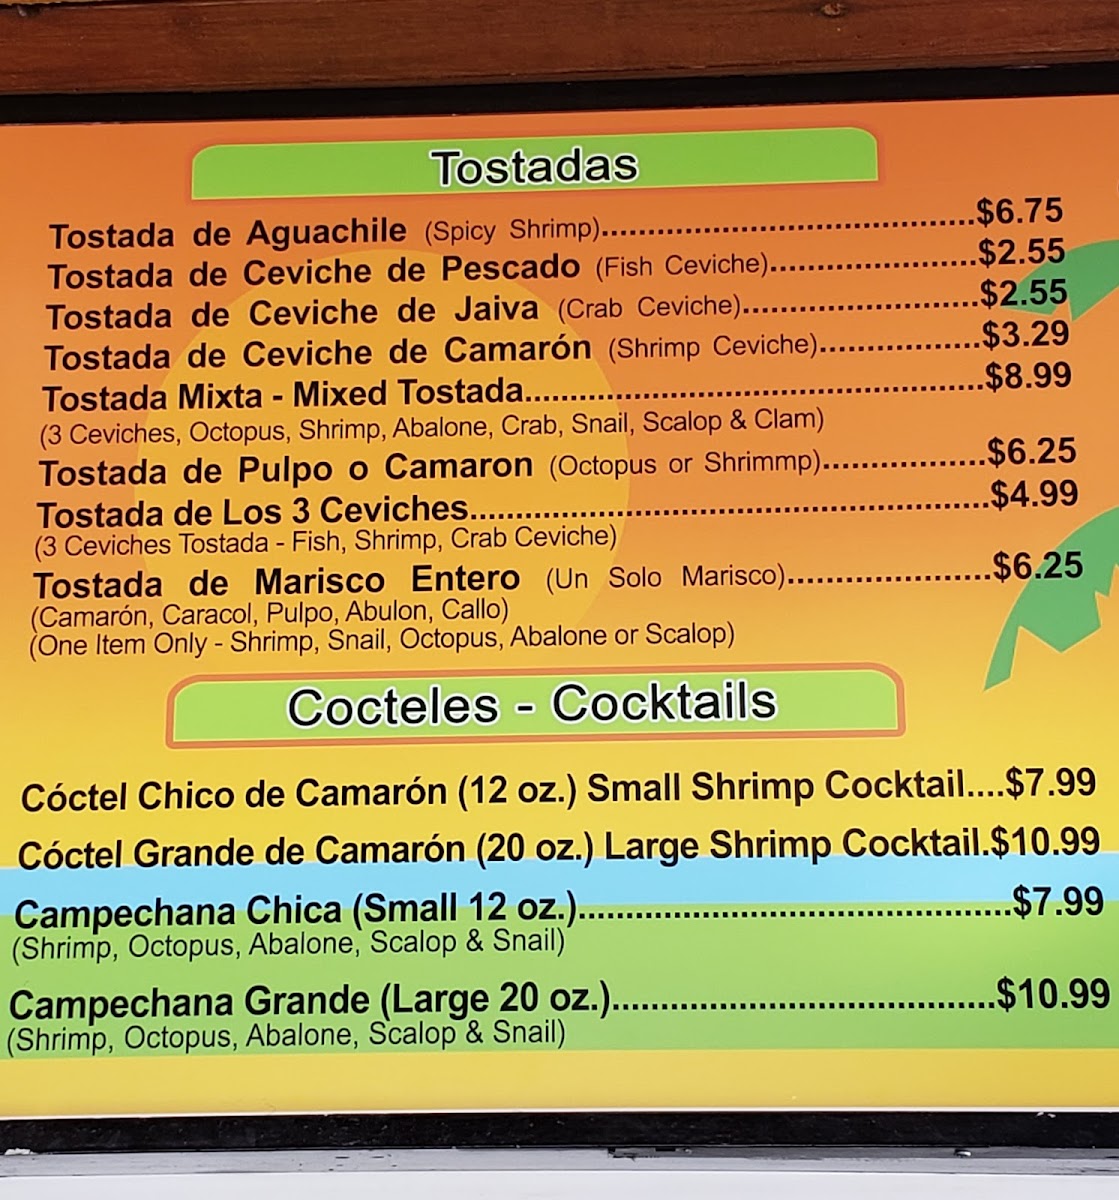 Tostadas
Tostada de Aguachile (Spicy Shrimp)........................................$6.75
Tostada de Ceviche de Pescado (Fish Ceviche)......................$2.55
Tostada de Ceviche de Jaiva (Crab Ceviche).........................$2.55
Tostada de Ceviche de Camarón (Shrimp Ceviche).................$3.29
Tostada Mixta - Mixed Tostada.................................................$8.99
(3 Ceviches, Octopus, Shrimp, Abalone, Crab, Snail, Scalop & Clam)
Tostada de Pulpo o Camaron (Octopus or Shrimmp).................$6.25
Tostada de Los 3 Ceviches.......................................................$4.99
(3 Ceviches Tostada - Fish, Shrimp, Crab Ceviche)
Tostada de Marisco Entero (Un Solo Marisco)......................$6.25
(Camarón, Caracol, Pulpo, Abulon, Callo)
(One Item Only - Shrimp, Snail, Octopus, Abalone or Scalop)
Cocteles - Cocktails
Cóctel Chico de Camarón (12 oz.) Small Shrimp Cocktail....$7.99
Cóctel Grande de Camarón (20 oz.) Large Shrimp Cocktail.$10.99
Campechana Chica (Small 12 oz.)..........................................$7.99
(Shrimp, Octopus, Abalone, Scalop & Snail)
Campechana Grande (Large 20 oz.).....................................$10.99
(Shrimp, Octopus, Abalone, Scalop & Snail)